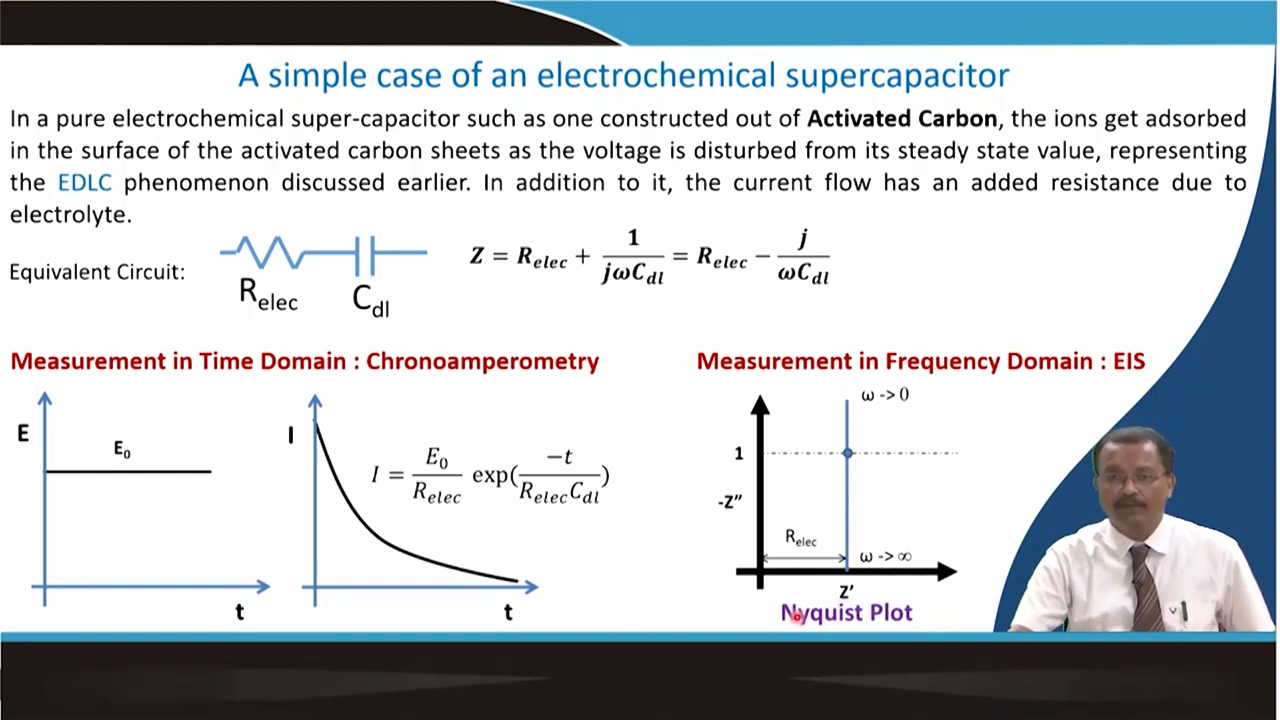 A simple case of an electrochemical supercapacitor
In a pure electrochemical super-capacitor such as one constructed out of Activated Carbon, the ions get adsorbed
in the surface of the activated carbon sheets as the voltage is disturbed from its steady state value, representing
the EDLC phenomenon discussed earlier. In addition to it, the current flow has an added resistance due to
electrolyte.
Equivalent Circuit:
R_elec C_dl
Z = R_elec + 1/(jωC_dl) = R_elec − j/(ωC_dl)
Measurement in Time Domain : Chronoamperometry
E
E₀
t
I
I = E₀/R_elec exp(−t/(R_elec C_dl))
t
Measurement in Frequency Domain : EIS
ω ->0
1
-Z”
R_elec
ω ->∞
Z’
Nyquist Plot